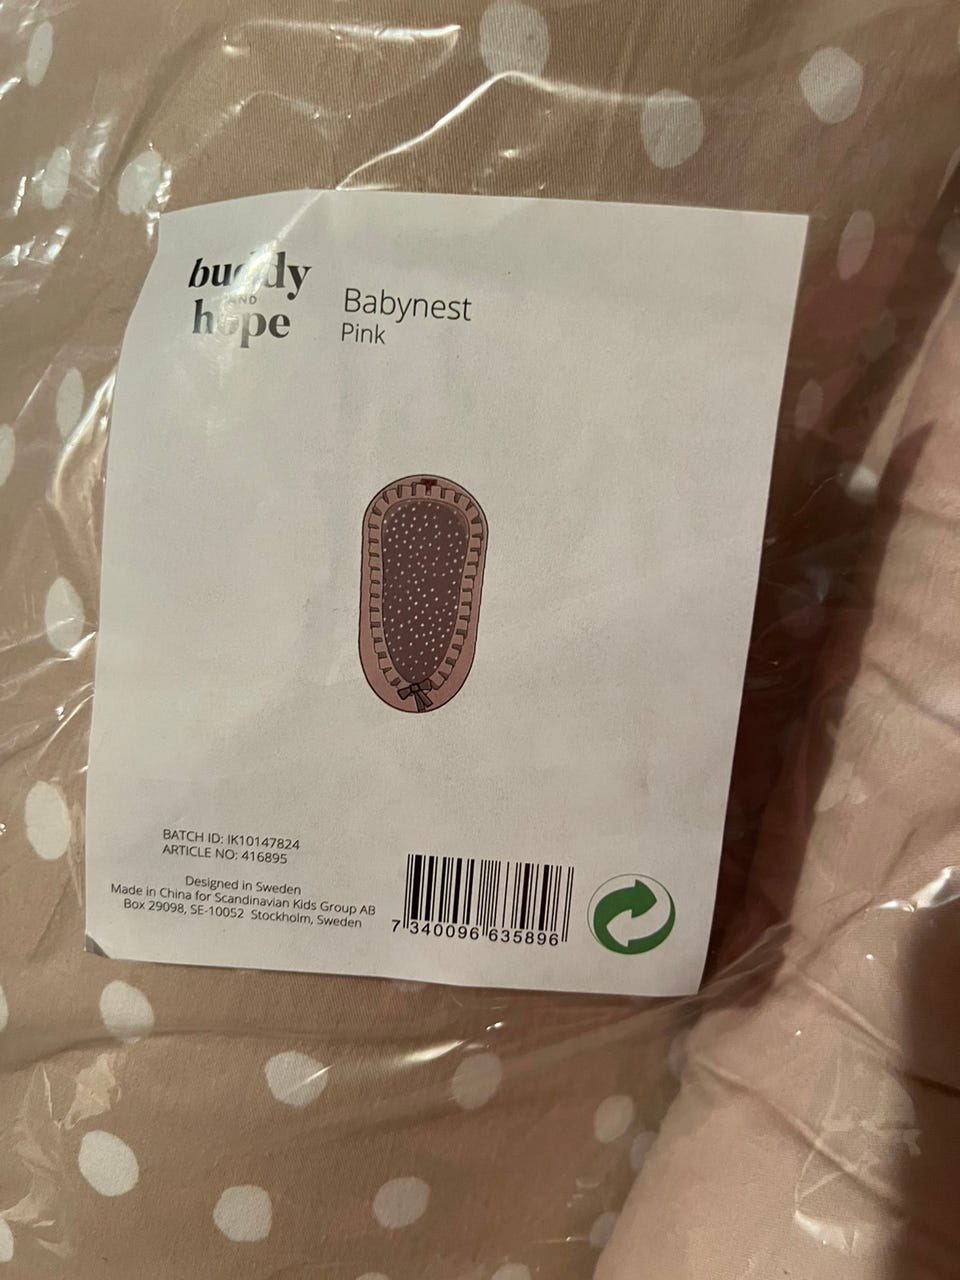 buddy
AND
hope
Babynest
Pink
BATCH ID: IK10147824
ARTICLE NO: 416895
Designed in Sweden
Made in China for Scandinavian Kids Group AB
Box 29098, SE-10052 Stockholm, Sweden
7 340096 635896